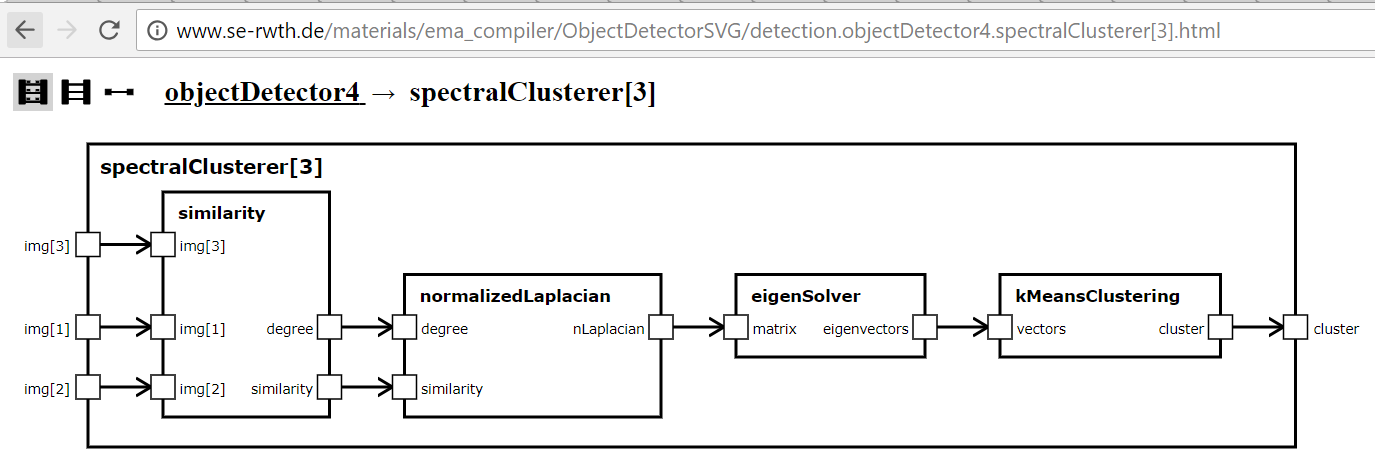 www.se-rwth.de/materials/ema_compiler/ObjectDetectorSVG/detection.objectDetector4.spectralClusterer[3].html
objectDetector4 → spectralClusterer[3]
spectralClusterer[3]
similarity
img[3] img[3]
normalizedLaplacian eigenSolver kMeansClustering
img[1] img[1] degree degree nLaplacian matrix eigenvectors vectors cluster cluster
img[2] img[2] similarity similarity